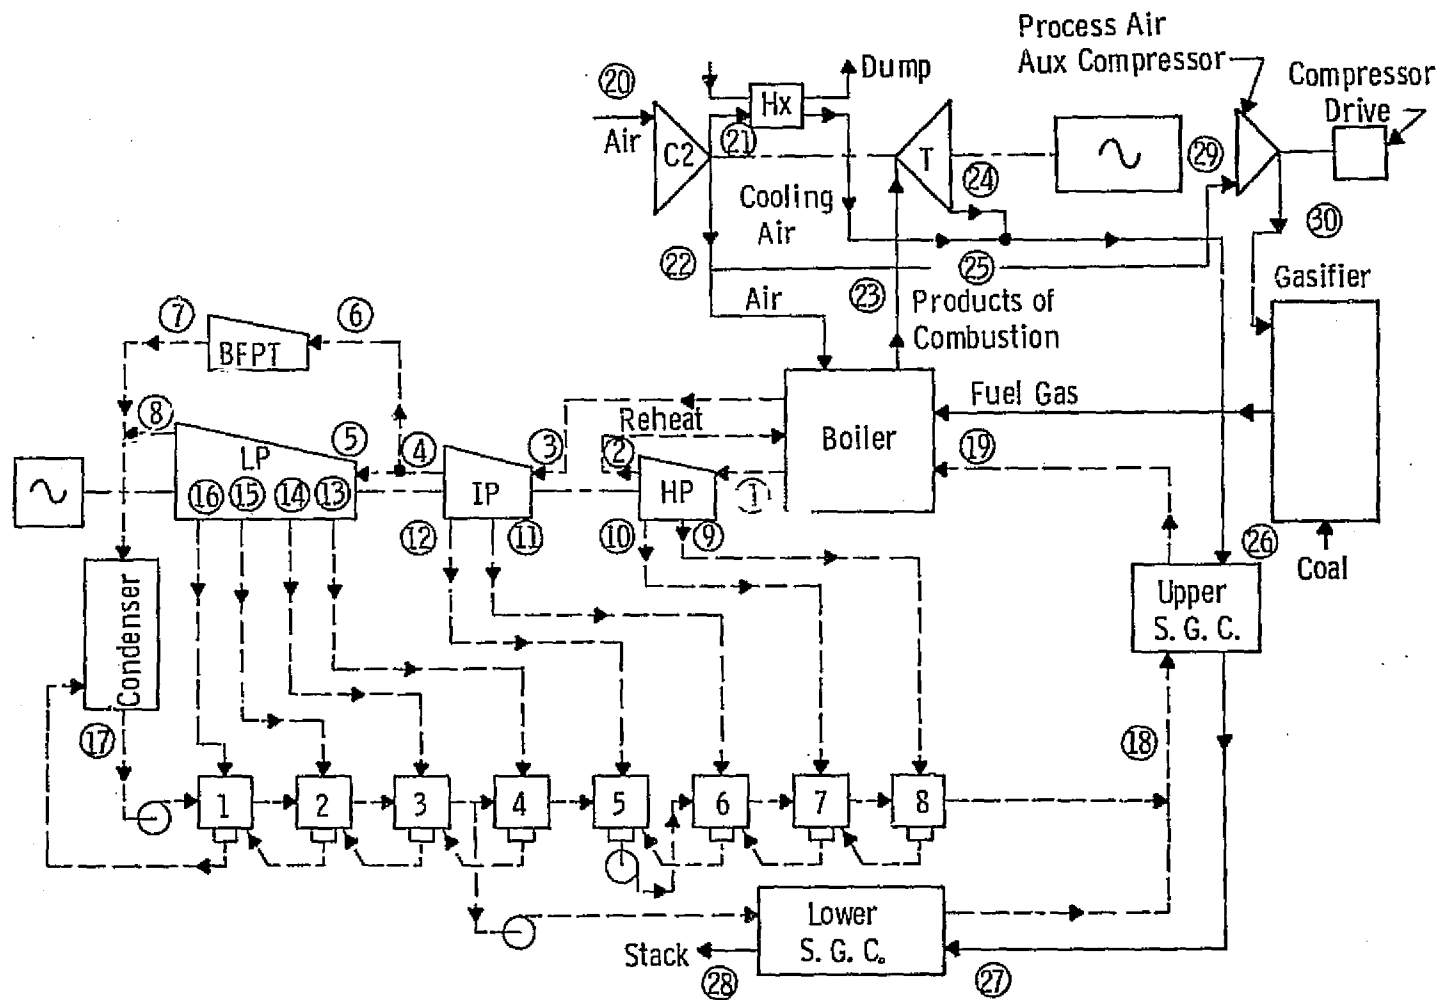 Process Air
Aux Compressor
Compressor
Drive
Dump
Hx
20
Air
C2
21
T
24
~
29
30
Cooling
Air
22
25
23
Air
Products of
Combustion
Gasifier
7
6
BFPT
8
Reheat
Fuel Gas
Boiler
19
5
4
3
2
1
LP
IP
HP
~
16
15
14
13
12
11
10
9
26
Coal
Upper
S. G. C.
Condenser
17
18
1
2
3
4
5
6
7
8
Lower
S. G. C.
Stack
28
27